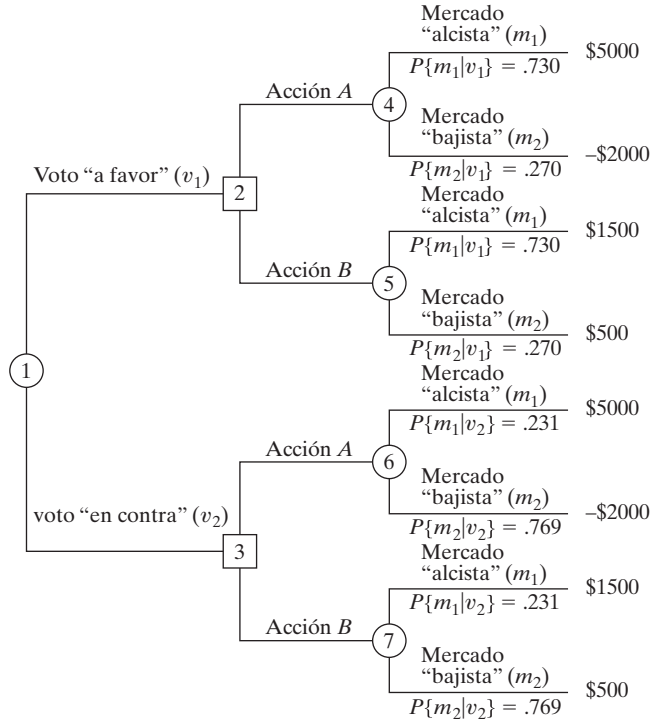 Mercado
“alcista” (m₁)
$5000
P{m₁|v₁} = .730
Acción A
4
Mercado
“bajista” (m₂)
–$2000
P{m₂|v₁} = .270
Voto “a favor” (v₁)
2
Mercado
“alcista” (m₁)
$1500
P{m₁|v₁} = .730
Acción B
5
Mercado
“bajista” (m₂)
$500
P{m₂|v₁} = .270
1
Mercado
“alcista” (m₁)
$5000
P{m₁|v₂} = .231
Acción A
6
Mercado
“bajista” (m₂)
–$2000
P{m₂|v₂} = .769
voto “en contra” (v₂)
3
Mercado
“alcista” (m₁)
$1500
P{m₁|v₂} = .231
Acción B
7
Mercado
“bajista” (m₂)
$500
P{m₂|v₂} = .769